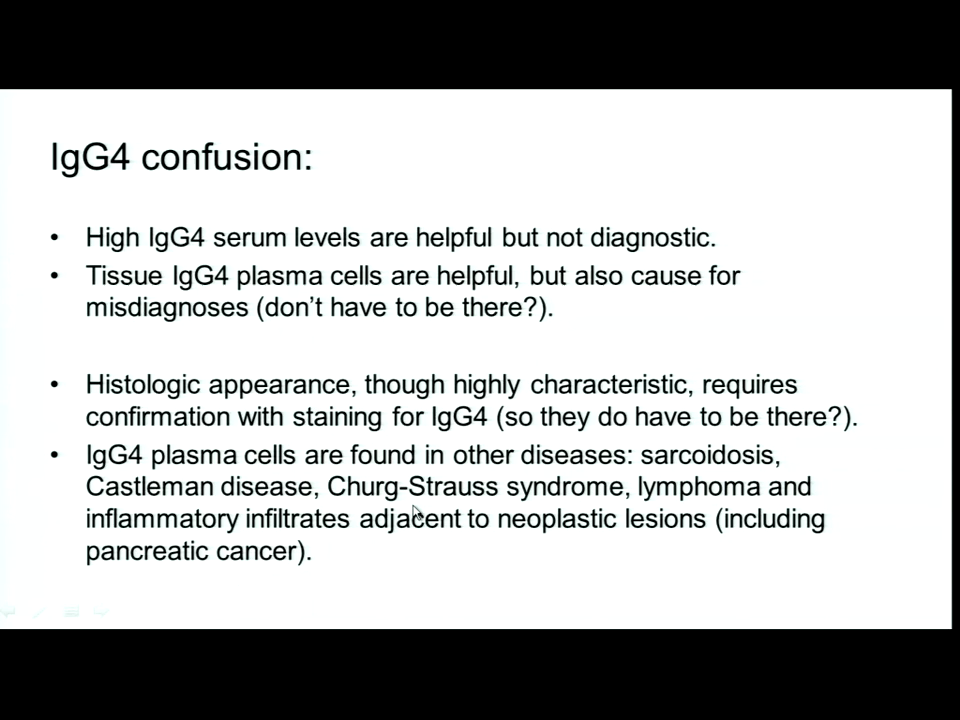 IgG4 confusion:
• High IgG4 serum levels are helpful but not diagnostic.
• Tissue IgG4 plasma cells are helpful, but also cause for
misdiagnoses (don't have to be there?).
• Histologic appearance, though highly characteristic, requires
confirmation with staining for IgG4 (so they do have to be there?).
• IgG4 plasma cells are found in other diseases: sarcoidosis,
Castleman disease, Churg-Strauss syndrome, lymphoma and
inflammatory infiltrates adjacent to neoplastic lesions (including
pancreatic cancer).